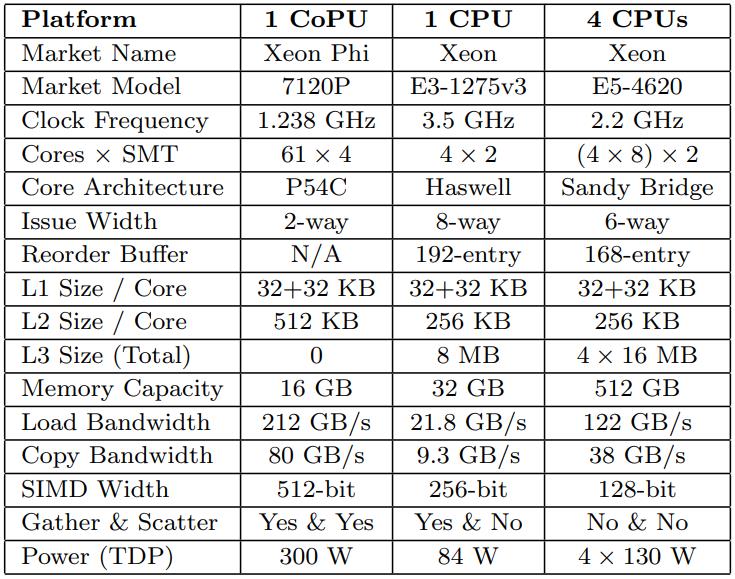 Platform 1 CoPU 1 CPU 4 CPUs
Market Name Xeon Phi Xeon Xeon
Market Model 7120P E3-1275v3 E5-4620
Clock Frequency 1.238 GHz 3.5 GHz 2.2 GHz
Cores × SMT 61 × 4 4 × 2 (4 × 8) × 2
Core Architecture P54C Haswell Sandy Bridge
Issue Width 2-way 8-way 6-way
Reorder Buffer N/A 192-entry 168-entry
L1 Size / Core 32+32 KB 32+32 KB 32+32 KB
L2 Size / Core 512 KB 256 KB 256 KB
L3 Size (Total) 0 8 MB 4 × 16 MB
Memory Capacity 16 GB 32 GB 512 GB
Load Bandwidth 212 GB/s 21.8 GB/s 122 GB/s
Copy Bandwidth 80 GB/s 9.3 GB/s 38 GB/s
SIMD Width 512-bit 256-bit 128-bit
Gather & Scatter Yes & Yes Yes & No No & No
Power (TDP) 300 W 84 W 4 × 130 W